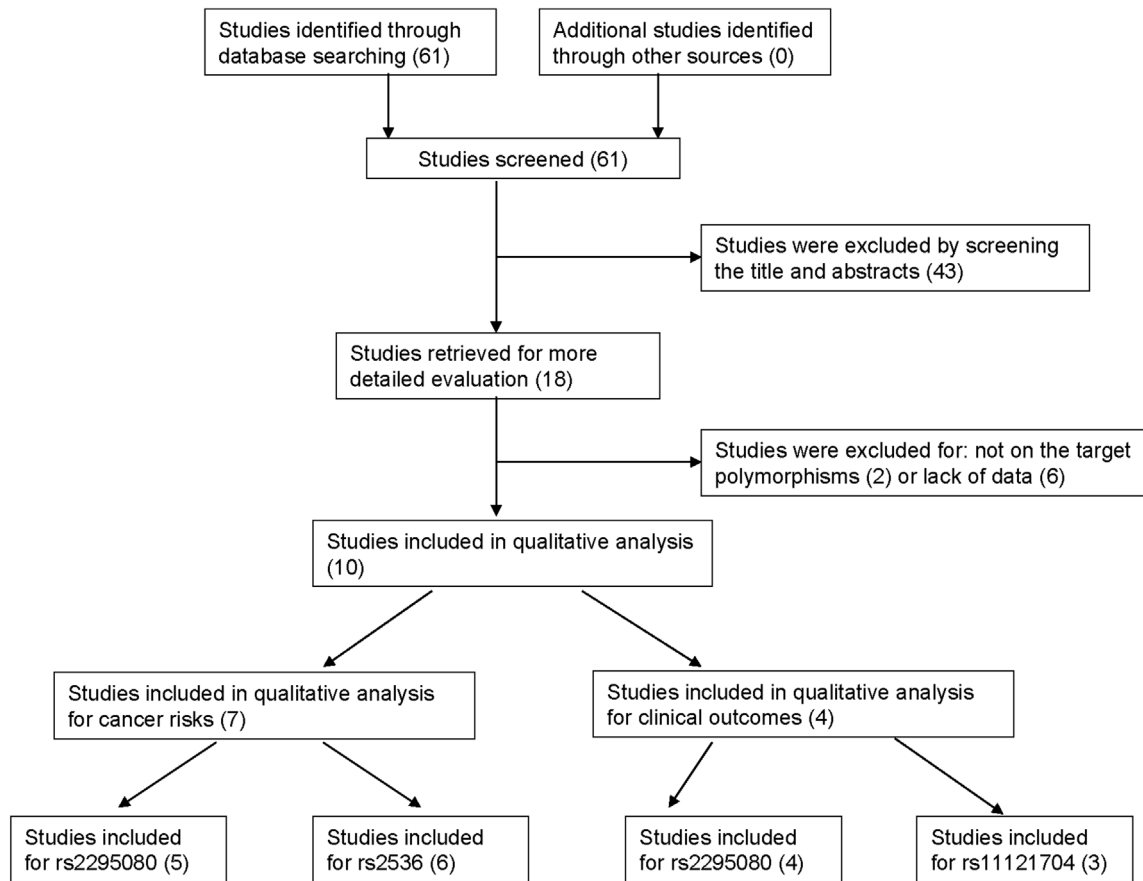 Studies identified through
database searching (61)
Additional studies identified
through other sources (0)
Studies screened (61)
Studies were excluded by screening
the title and abstracts (43)
Studies retrieved for more
detailed evaluation (18)
Studies were excluded for: not on the target
polymorphisms (2) or lack of data (6)
Studies included in qualitative analysis
(10)
Studies included in qualitative analysis
for cancer risks (7)
Studies included in qualitative analysis
for clinical outcomes (4)
Studies included
for rs2295080 (5)
Studies included
for rs2536 (6)
Studies included
for rs2295080 (4)
Studies included
for rs11121704 (3)